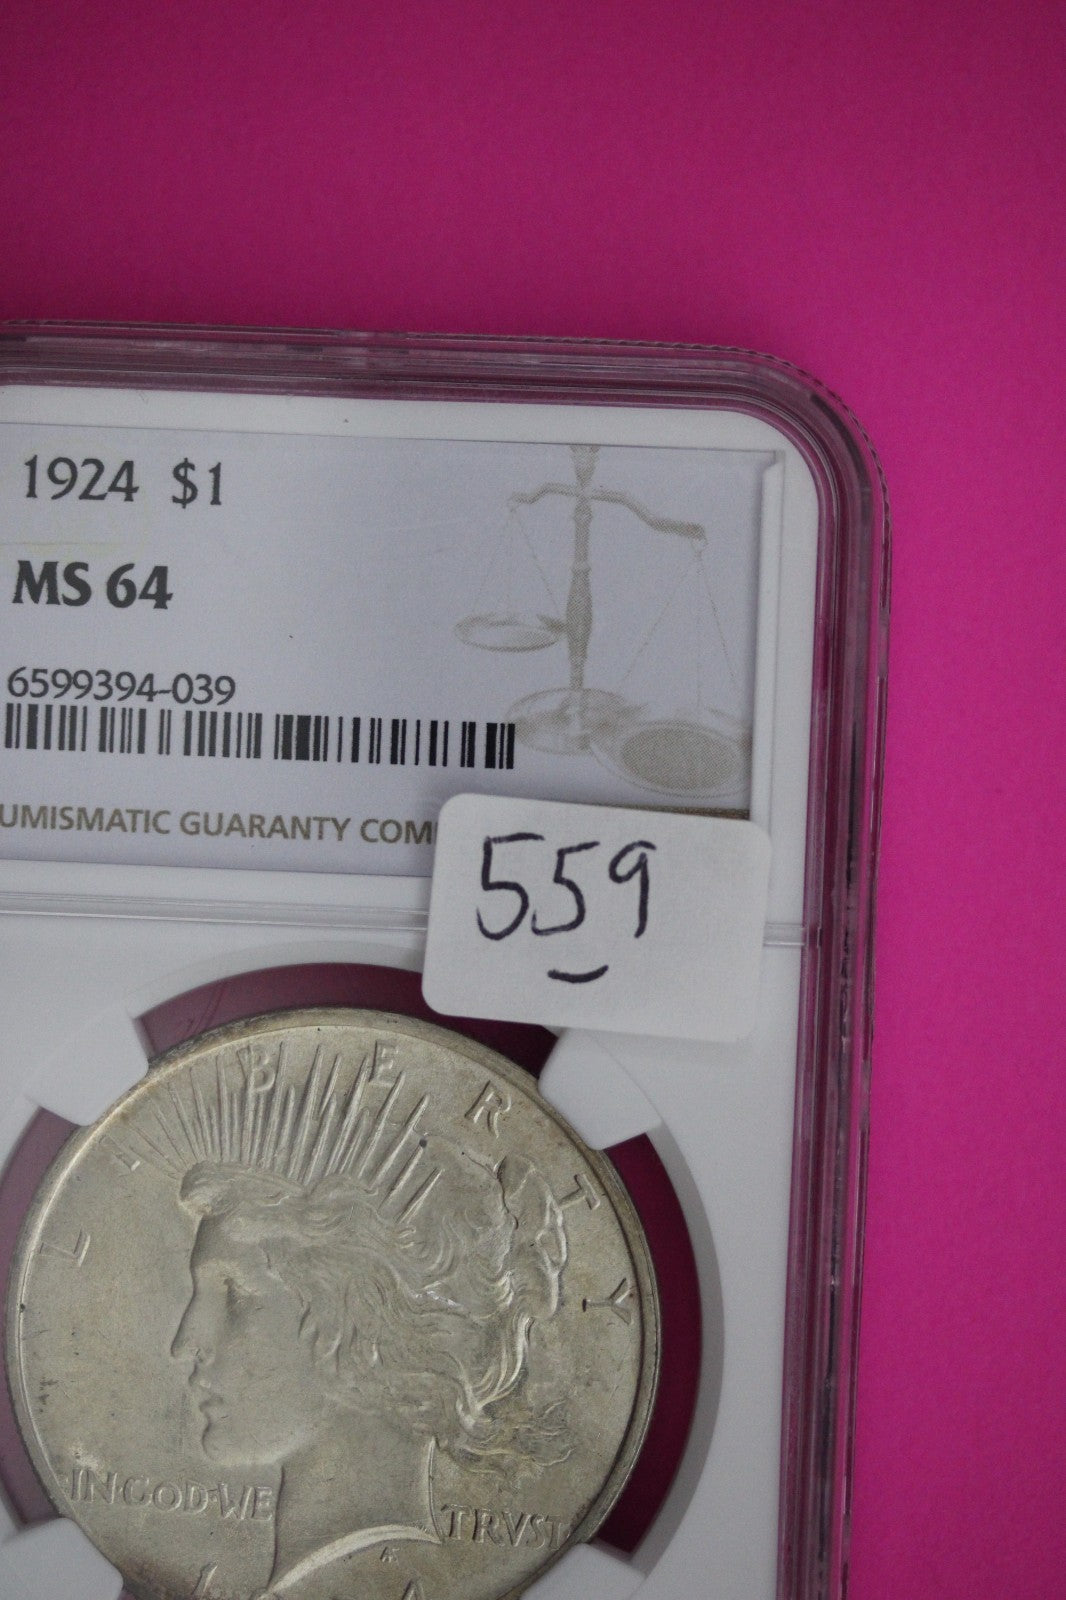 1924 $1
MS 64
6599394-039
UMISMATIC GUARANTY COM
559
LIBERTY
IN·GOD·WE TRVST